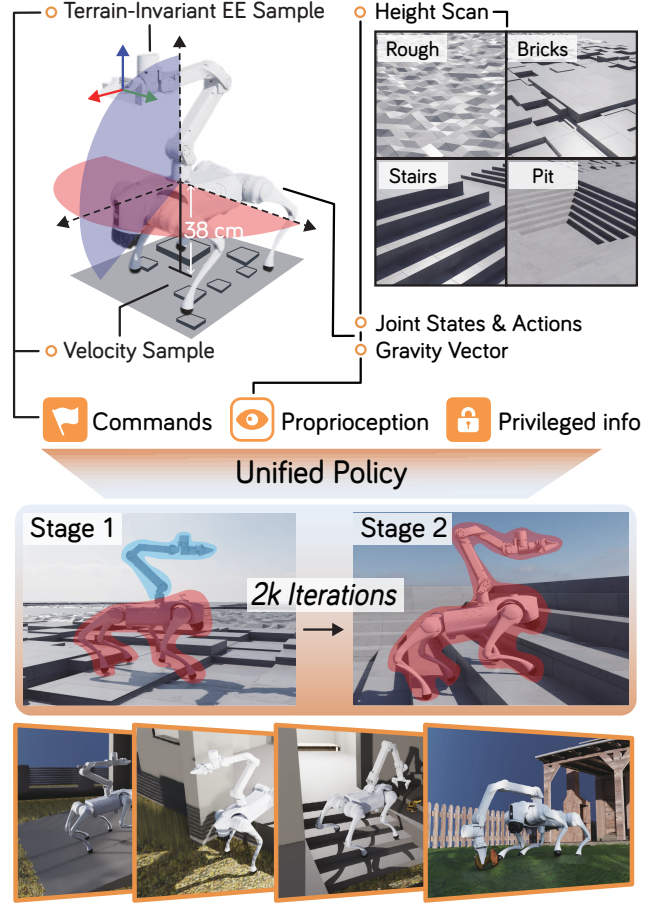 Terrain-Invariant EE Sample
Height Scan
Rough
Bricks
Stairs
Pit
38 cm
Joint States & Actions
Velocity Sample
Gravity Vector
Commands
Proprioception
Privileged info
Unified Policy
Stage 1
Stage 2
2k Iterations